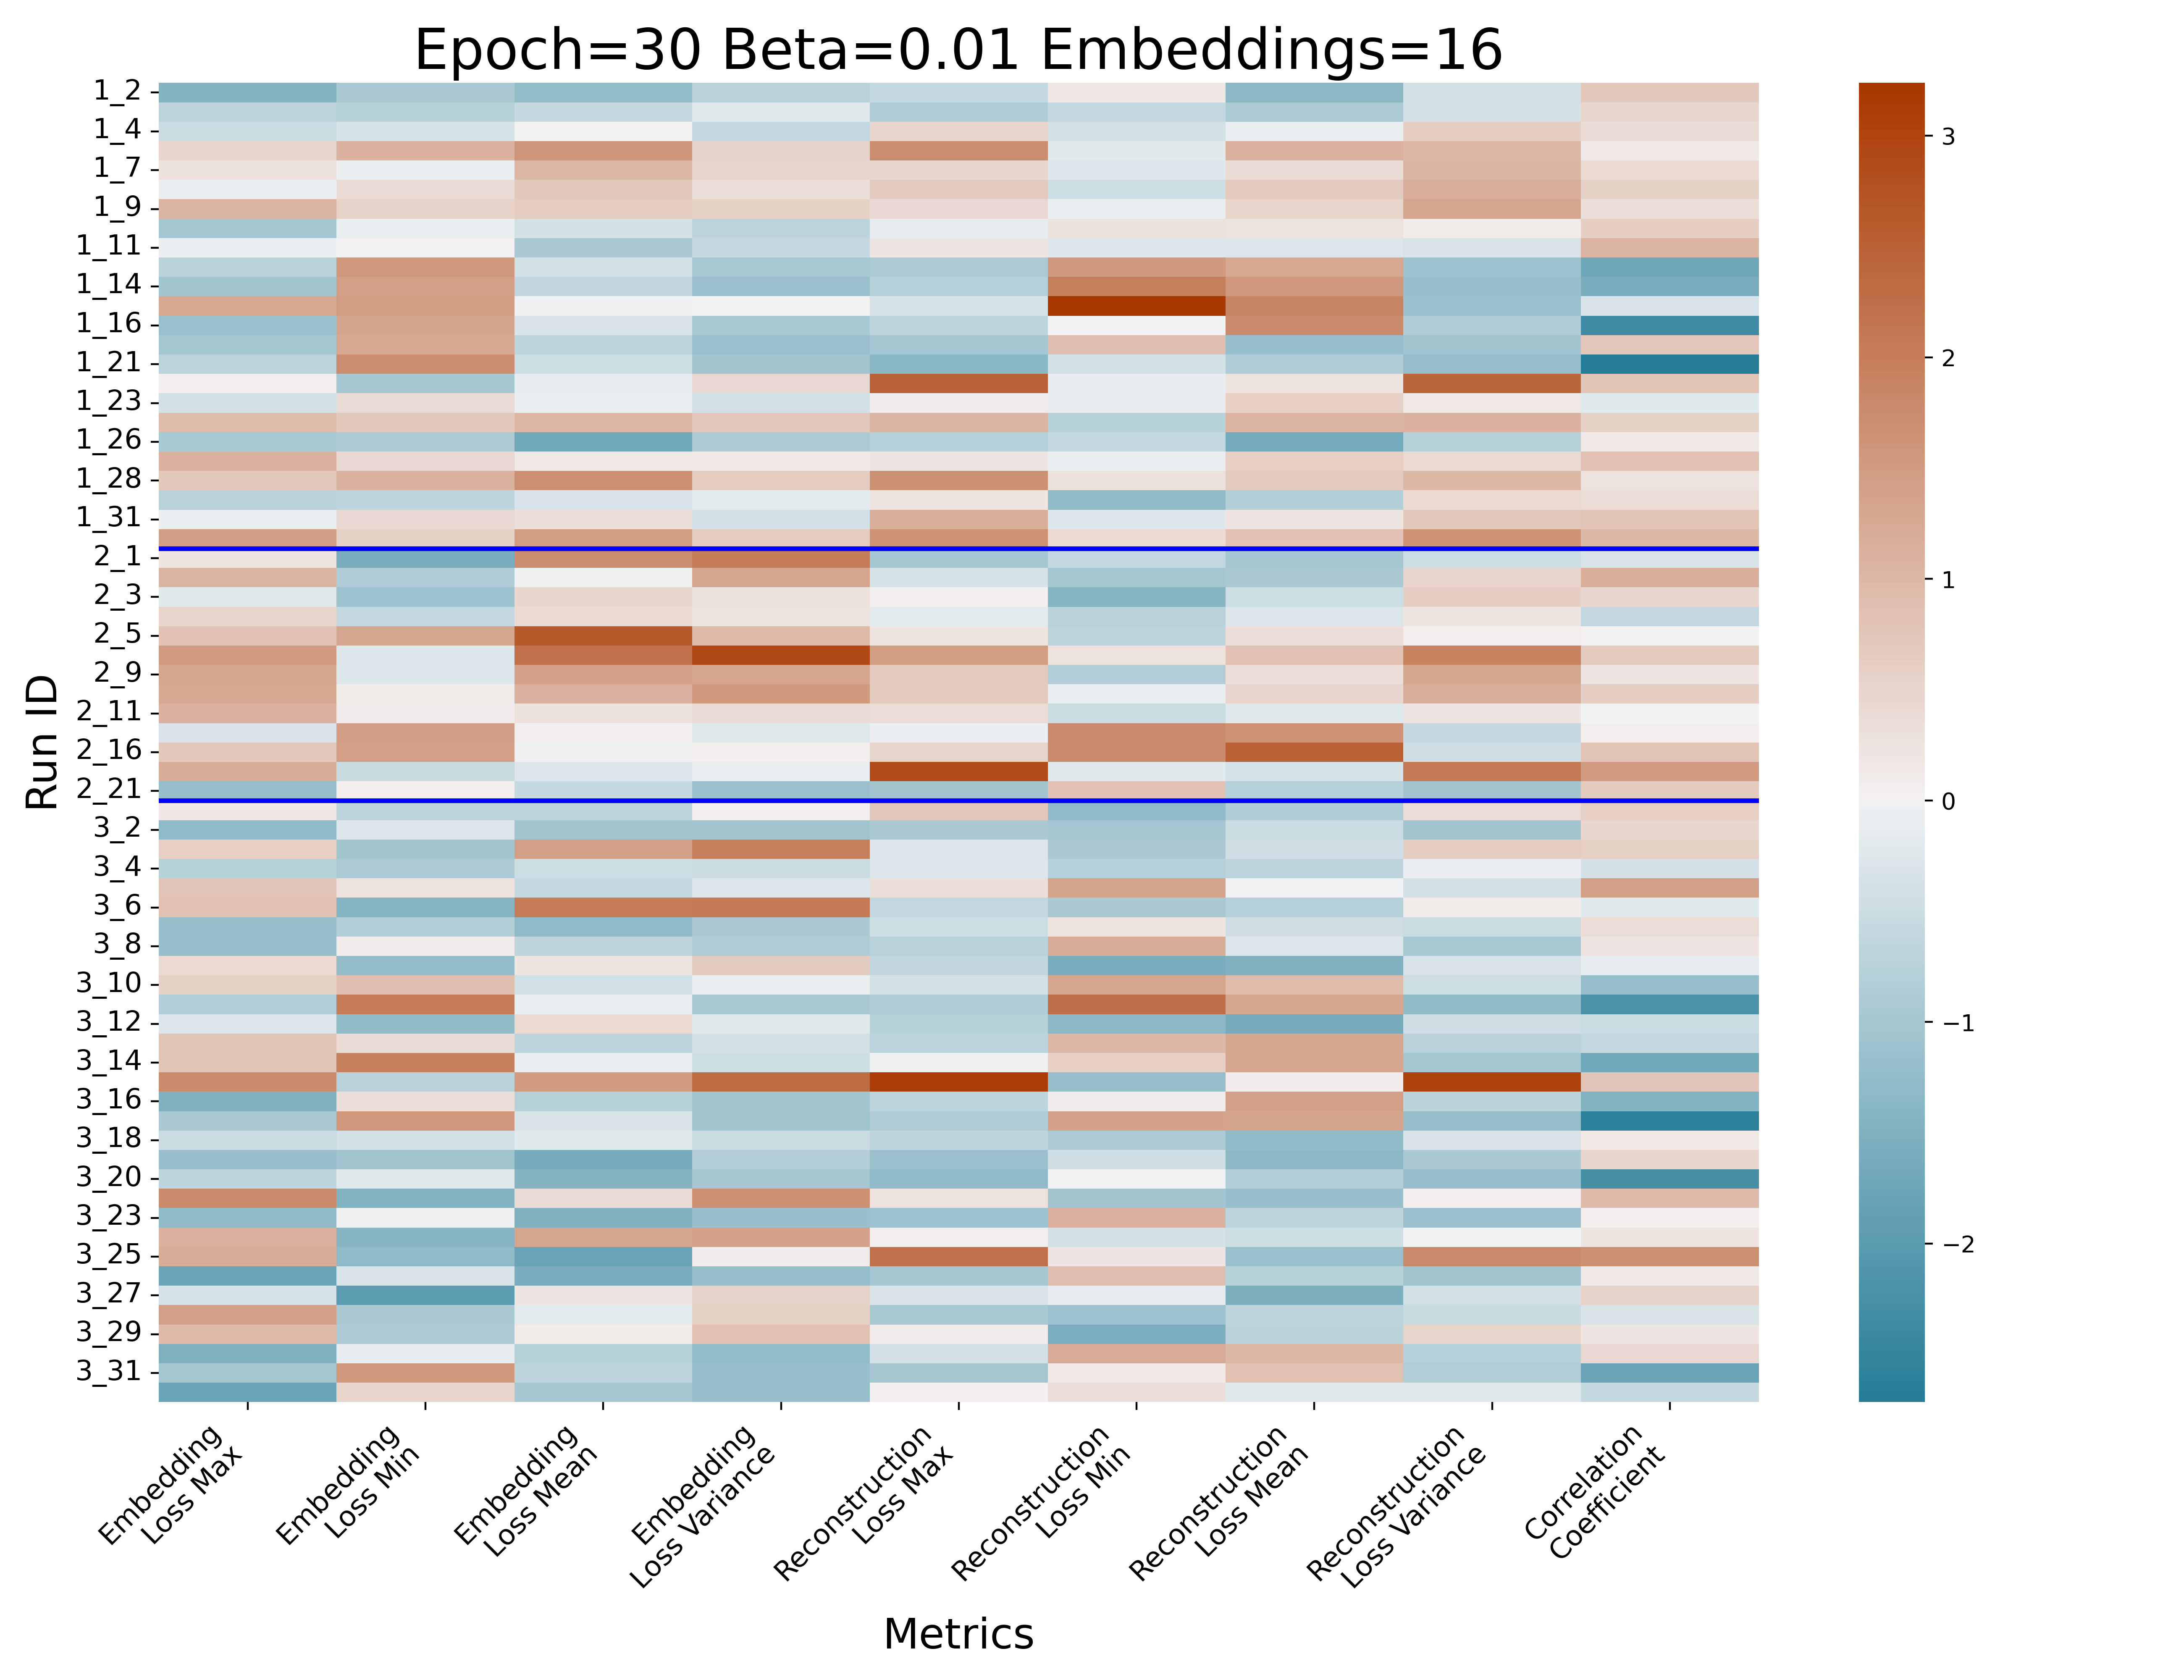 Epoch=30 Beta=0.01 Embeddings=16
Run ID
1_2
1_4
1_7
1_9
1_11
1_14
1_16
1_21
1_23
1_26
1_28
1_31
2_1
2_3
2_5
2_9
2_11
2_16
2_21
3_2
3_4
3_6
3_8
3_10
3_12
3_14
3_16
3_18
3_20
3_23
3_25
3_27
3_29
3_31
3
2
1
0
−1
−2
Embedding
Loss Max
Embedding
Loss Min
Embedding
Loss Mean
Embedding
Loss Variance
Reconstruction
Loss Max
Reconstruction
Loss Min
Reconstruction
Loss Mean
Reconstruction
Loss Variance
Correlation
Coefficient
Metrics